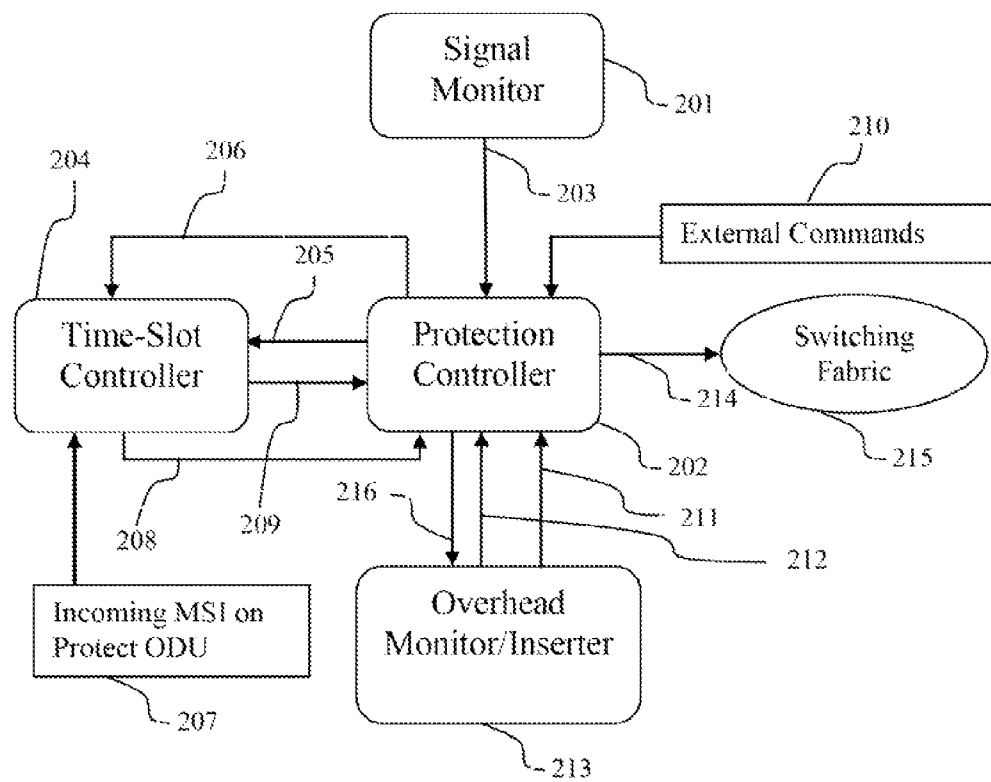 Signal
Monitor
201
210
206
204
203
External Commands
205
Time-Slot
Controller
Protection
Controller
Switching
Fabric
214
202
215
216
211
209
208
212
Incoming MSI on
Protect ODU
Overhead
Monitor/Inserter
207
213